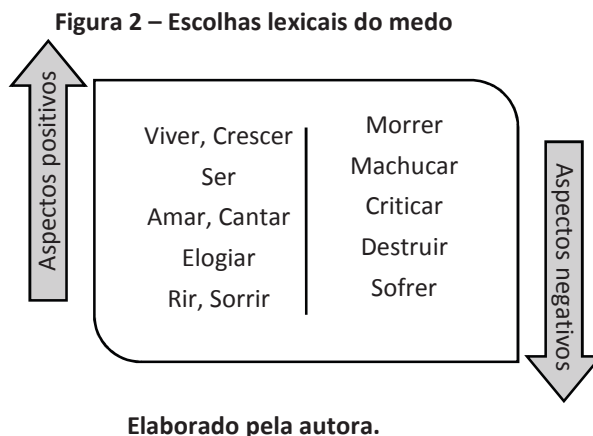 Figura 2 – Escolhas lexicais do medo
Aspectos positivos
Viver, Crescer
Ser
Amar, Cantar
Elogiar
Rir, Sorrir
Morrer
Machucar
Criticar
Destruir
Sofrer
Aspectos negativos
Elaborado pela autora.